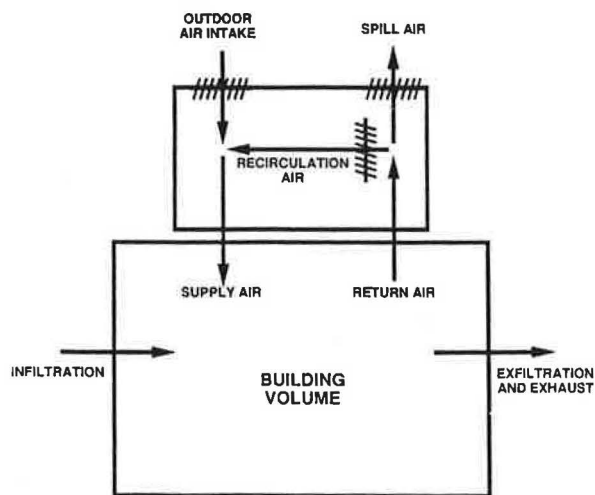 OUTDOOR
AIR INTAKE
SPILL AIR
RECIRCULATION
AIR
SUPPLY AIR
RETURN AIR
INFILTRATION
BUILDING
VOLUME
EXFILTRATION
AND EXHAUST